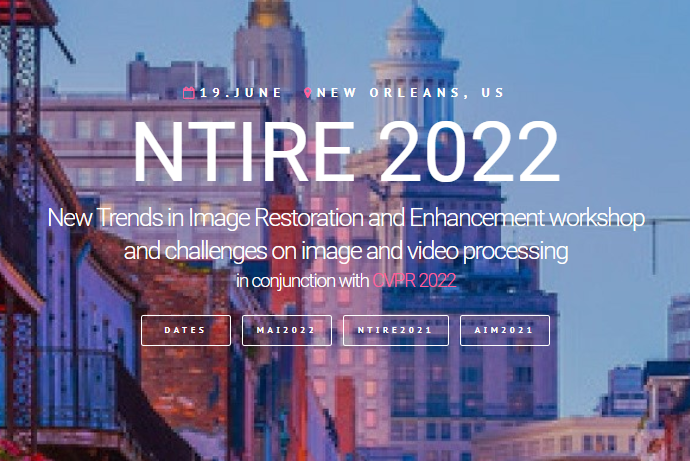 19.JUNE NEW ORLEANS, US
NTIRE 2022
New Trends in Image Restoration and Enhancement workshop
and challenges on image and video processing
in conjunction with CVPR 2022
DATES MAI2022 NTIRE2021 AIM2021